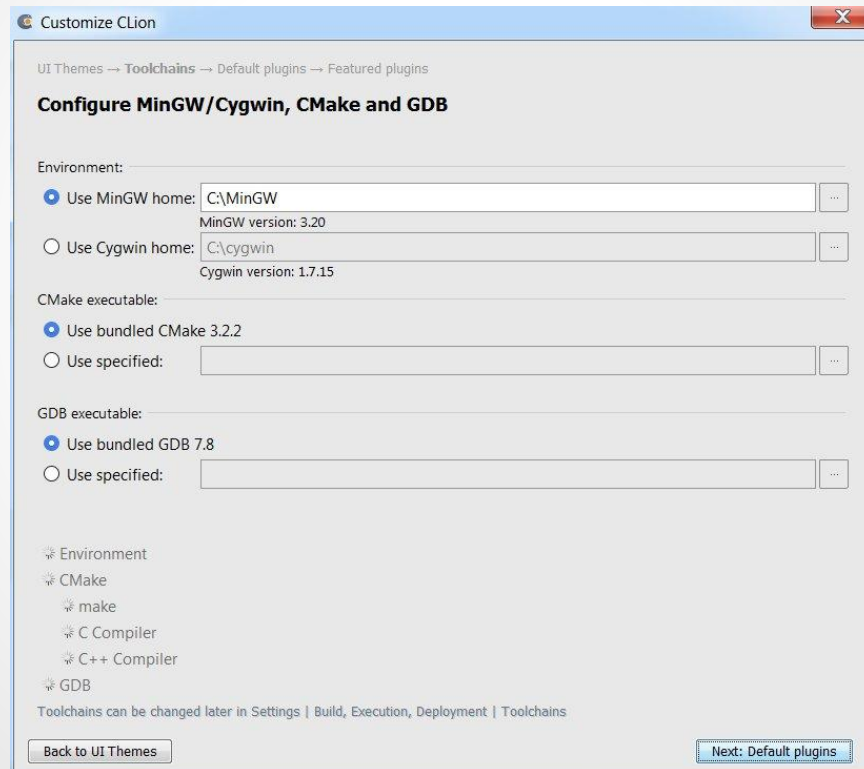 Customize CLion
UI Themes → Toolchains → Default plugins → Featured plugins
Configure MinGW/Cygwin, CMake and GDB
Environment:
Use MinGW home: C:\MinGW ...
MinGW version: 3.20
Use Cygwin home: C:\cygwin ...
Cygwin version: 1.7.15
CMake executable:
Use bundled CMake 3.2.2
Use specified: ...
GDB executable:
Use bundled GDB 7.8
Use specified: ...
Environment
CMake
make
C Compiler
C++ Compiler
GDB
Toolchains can be changed later in Settings | Build, Execution, Deployment | Toolchains
Back to UI Themes Next: Default plugins